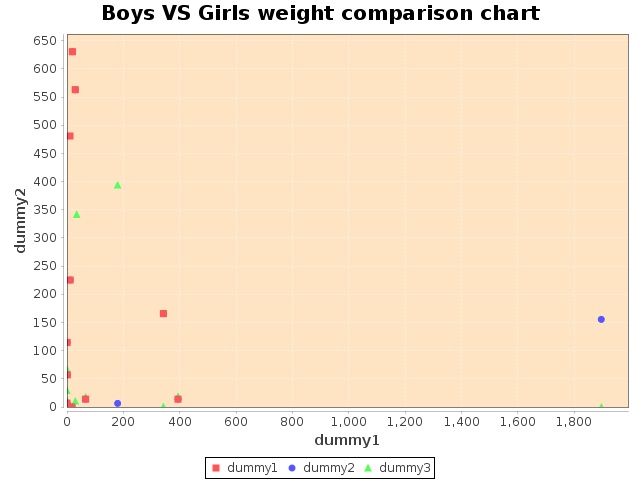 Boys VS Girls weight comparison chart
650
600
550
500
450
400
350
300
250
200
150
100
50
0
dummy2
0 200 400 600 800 1,000 1,200 1,400 1,600 1,800
dummy1
dummy1 dummy2 dummy3